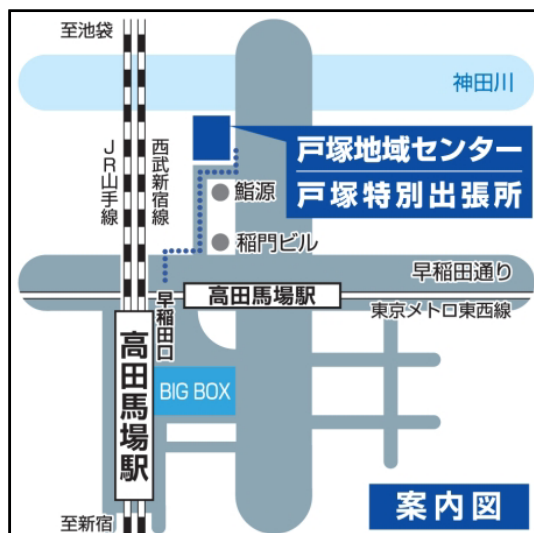 至池袋
神田川
JR山手線
西武新宿線
戸塚地域センター
戸塚特別出張所
鮨源
稲門ビル
早稲田通り
早稲田口
高田馬場駅
東京メトロ東西線
高田馬場駅
BIG BOX
案内図
至新宿